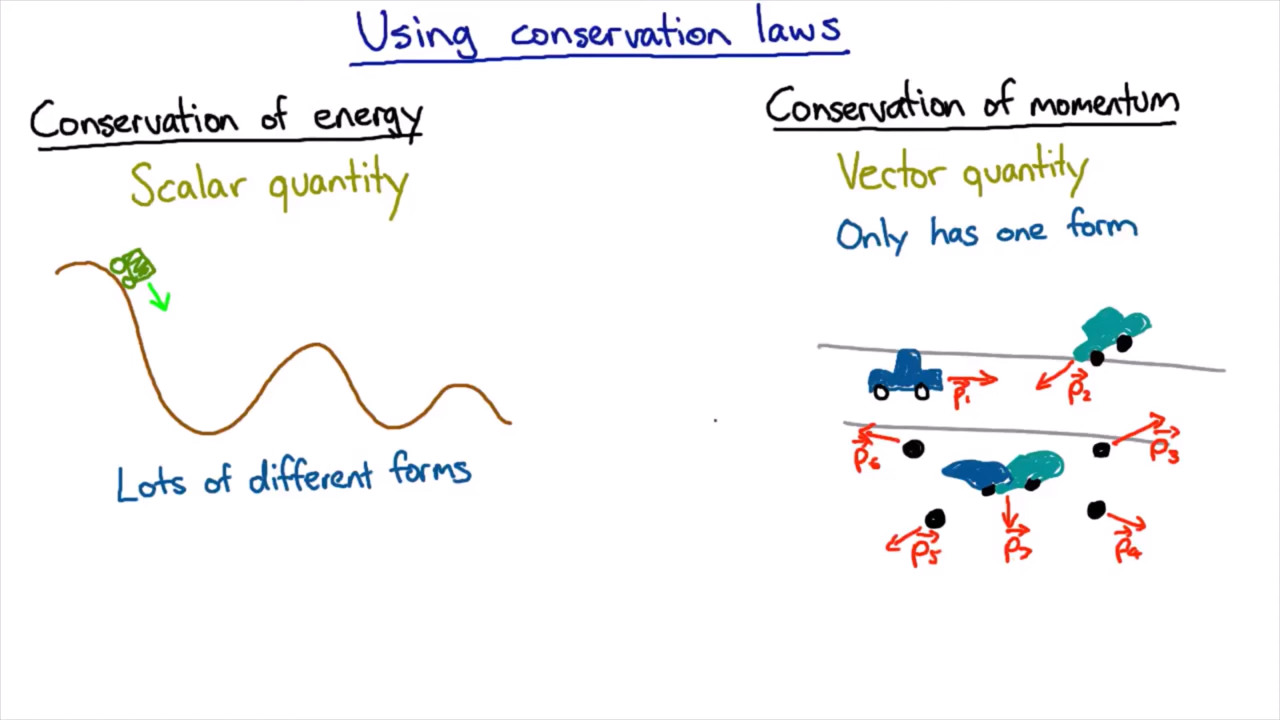 Using conservation laws
Conservation of energy
Scalar quantity
Lots of different forms
Conservation of momentum
Vector quantity
Only has one form
p⃗₁
p⃗₂
p⃗₆
p⃗₃
p⃗₅
p⃗₄